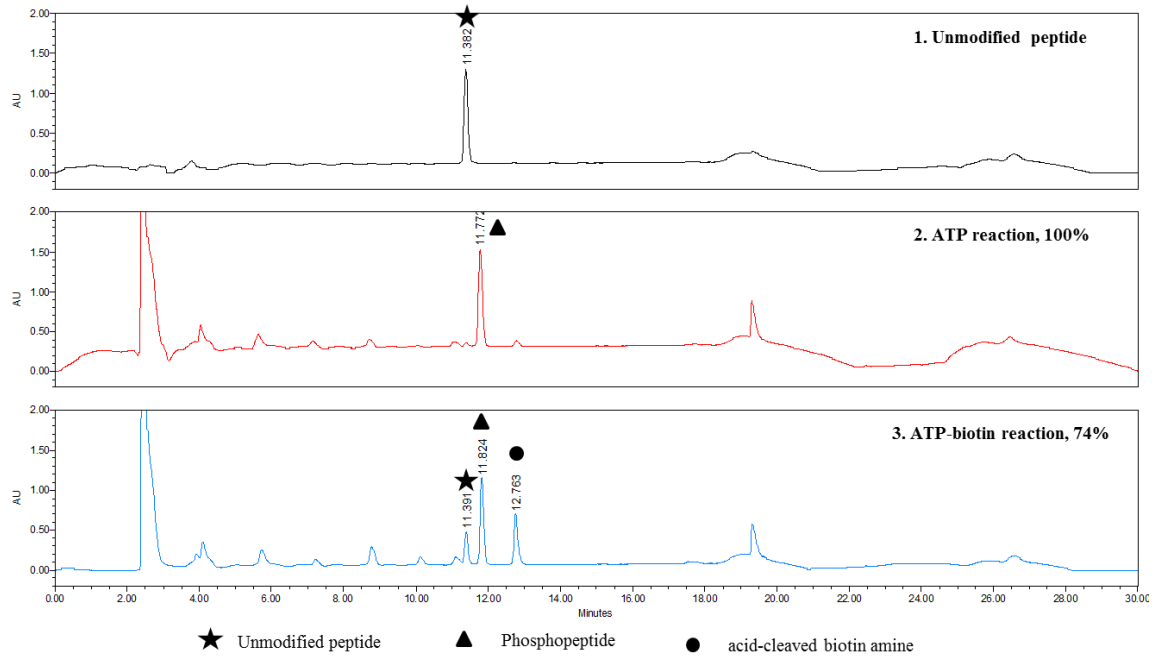 2.00
11.382
1. Unmodified peptide
1.50
AU
1.00
0.50
0.00
2.00
11.772
2. ATP reaction, 100%
1.50
AU
1.00
0.50
0.00
2.00
3. ATP-biotin reaction, 74%
1.50
11.391
11.824
12.763
AU
1.00
0.50
0.00
0.00 2.00 4.00 6.00 8.00 10.00 12.00 14.00 16.00 18.00 20.00 22.00 24.00 26.00 28.00 30.00
Minutes
Unmodified peptide Phosphopeptide acid-cleaved biotin amine